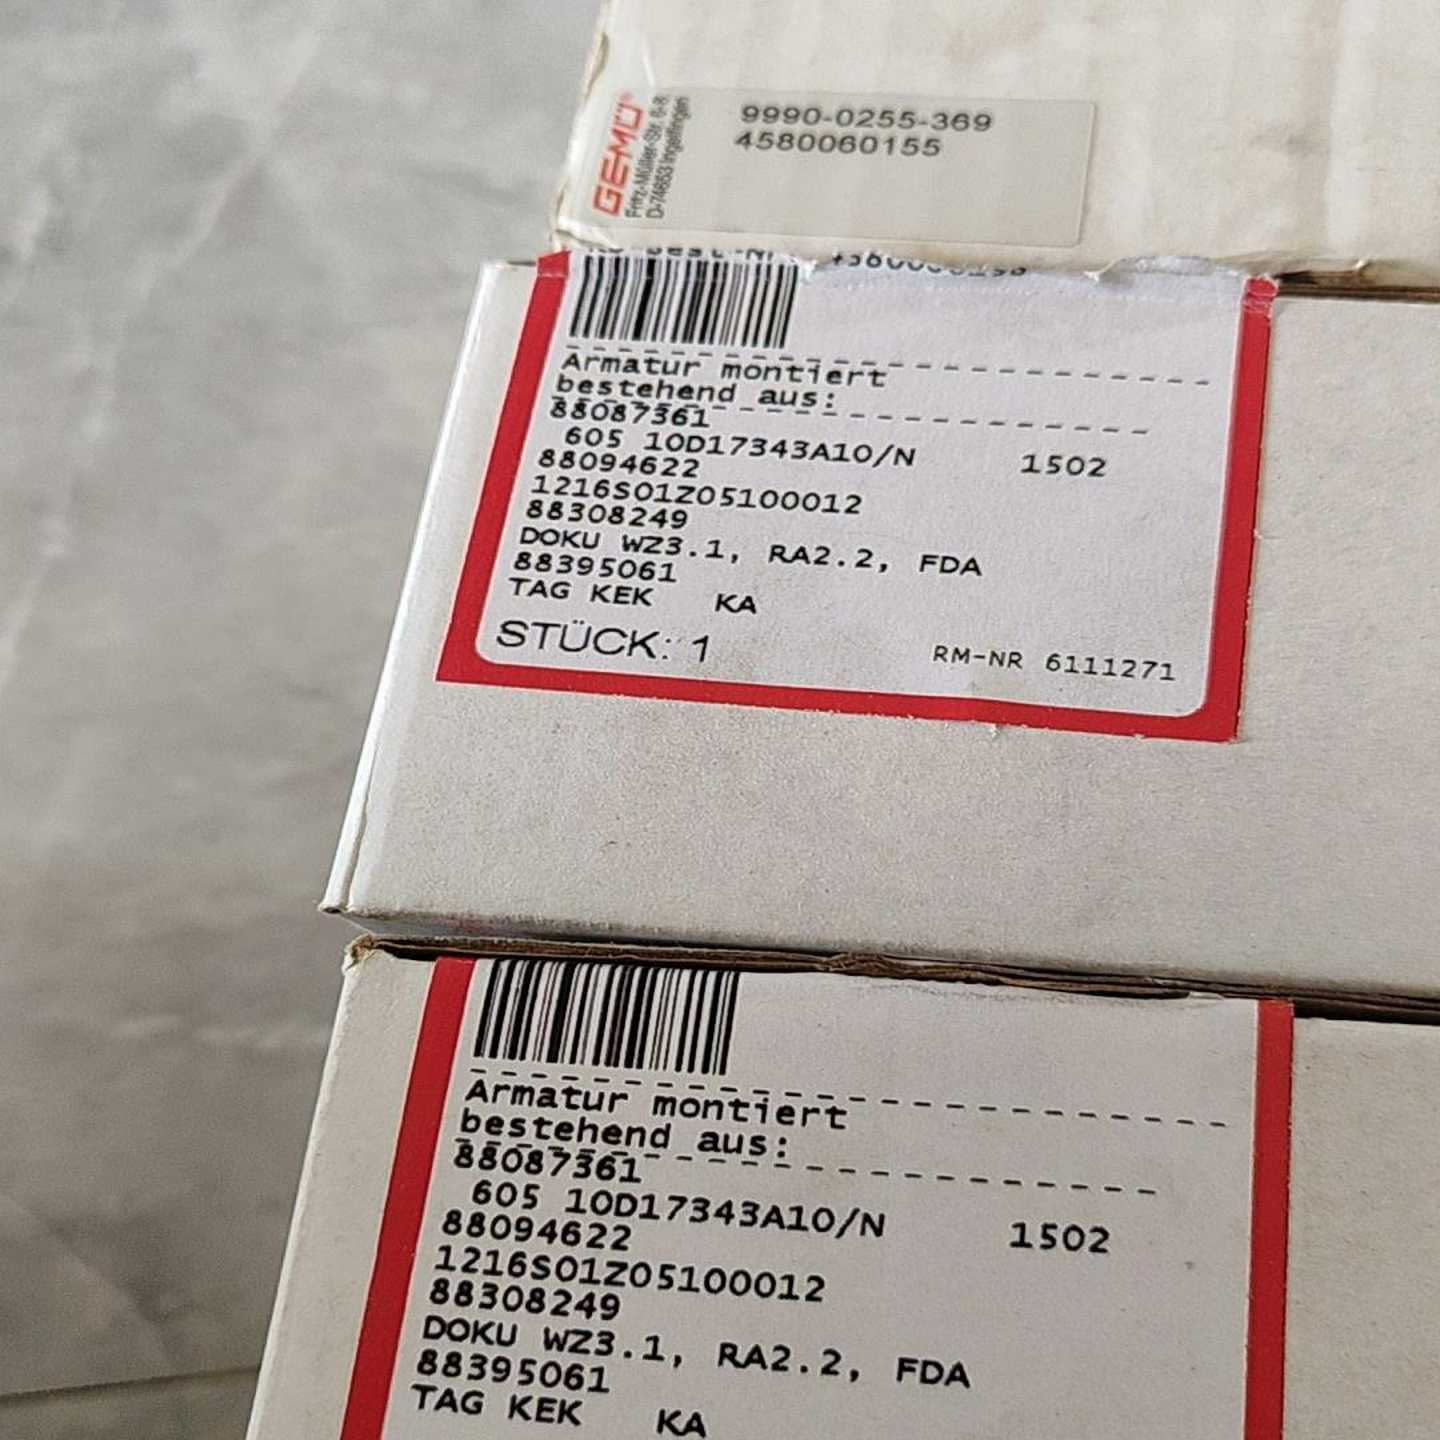 GEMÜ®
Fritz-Müller-Str. 6-8
D-74653 Ingelfingen
9990-0255-369
4580060155
Armatur montiert
bestehend aus:
88087361
605 10D17343A10/N 1502
88094622
1216S01Z05100012
88308249
DOKU WZ3.1, RA2.2, FDA
88395061
TAG KEK KA
STÜCK: 1
RM-NR 6111271
Armatur montiert
bestehend aus:
88087361
605 10D17343A10/N 1502
88094622
1216S01Z05100012
88308249
DOKU WZ3.1, RA2.2, FDA
88395061
TAG KEK KA